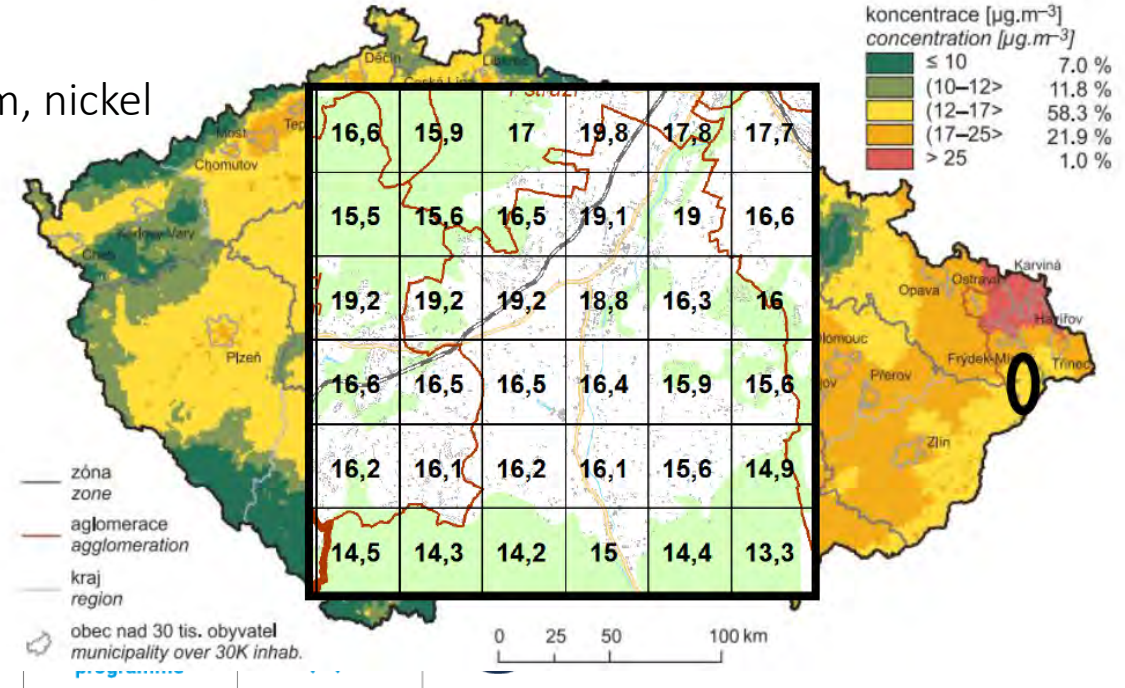 koncentrace [µg.m⁻³]
concentration [µg.m⁻³]
≤ 10 7.0 %
(10–12> 11.8 %
(12–17> 58.3 %
(17–25> 21.9 %
> 25 1.0 %
nickel
Děčín
Most
Chomutov
Karlovy Vary
Cheb
Plzeň
16,6 15,9 17 19,8 17,8 17,7
15,5 15,6 16,5 19,1 19 16,6
19,2 19,2 19,2 18,8 16,3 16
16,6 16,5 16,5 16,4 15,9 15,6
16,2 16,1 16,2 16,1 15,6 14,9
14,5 14,3 14,2 15 14,4 13,3
Karviná
Ostrava
Opava
Havířov
Přerov
Třinec
Zlín
zóna
zone
aglomerace
agglomeration
kraj
region
obec nad 30 tis. obyvatel
municipality over 30K inhab.
0 25 50 100 km
programme